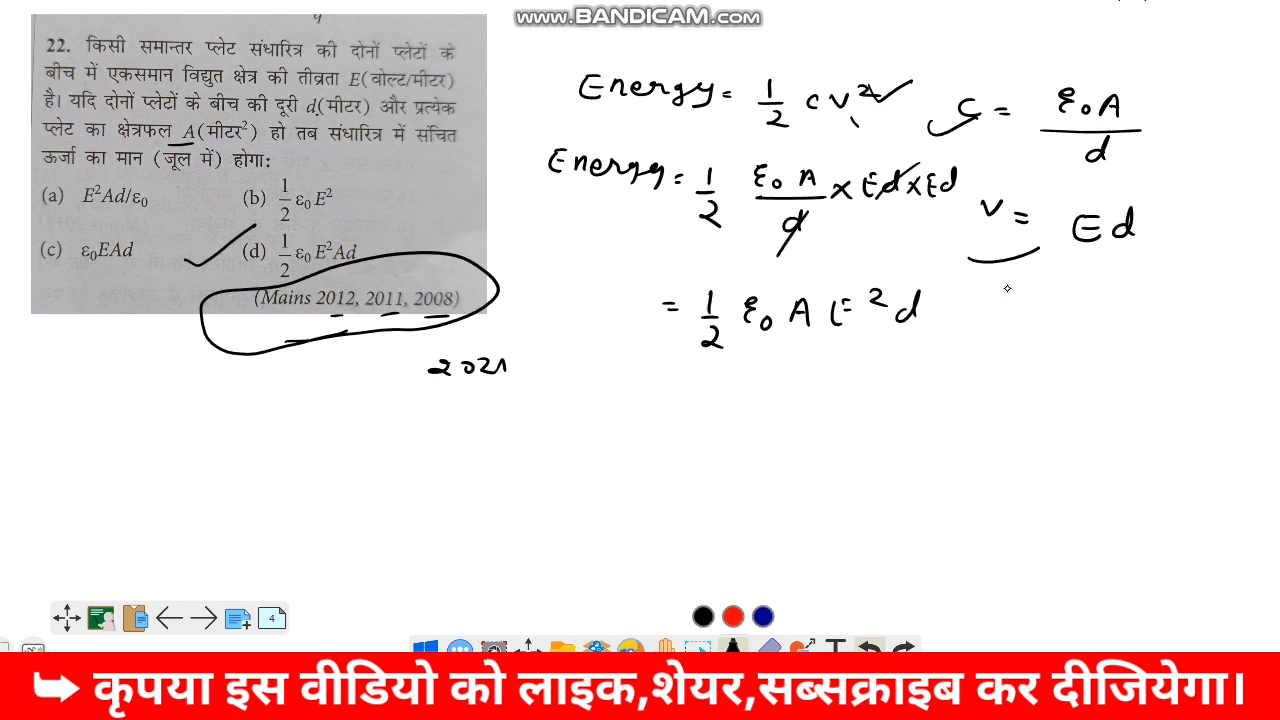 www.BANDICAM.com
22. किसी समान्तर प्लेट संधारित्र की दोनों प्लेटों के
बीच में एकसमान विद्युत क्षेत्र की तीव्रता E(वोल्ट/मीटर)
है। यदि दोनों प्लेटों के बीच की दूरी d(मीटर) और प्रत्येक
प्लेट का क्षेत्रफल A(मीटर²) हो तब संधारित्र में संचित
ऊर्जा का मान (जूल में) होगा:
(a) E²Ad/ε₀ (b) 1/2 ε₀E²
(c) ε₀EAd (d) 1/2 ε₀E²Ad
(Mains 2012, 2011, 2008)
2021
Energy = 1/2 CV²
C = ε₀A/d
Energy = 1/2 ε₀A/d × Ed × Ed
V = Ed
= 1/2 ε₀ A E² d
4
कृपया इस वीडियो को लाइक,शेयर,सब्सक्राइब कर दीजियेगा।